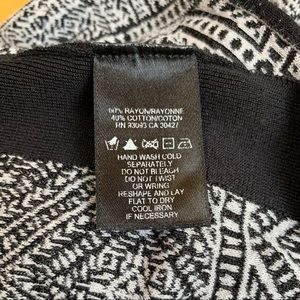 60% RAYON/RAYONNE
40% COTTON/COTON
RN 93093 CA 30427
HAND WASH COLD
SEPARATELY
DO NOT BLEACH
DO NOT TWIST
OR WRING
RESHAPE AND LAY
FLAT TO DRY
COOL IRON
IF NECESSARY